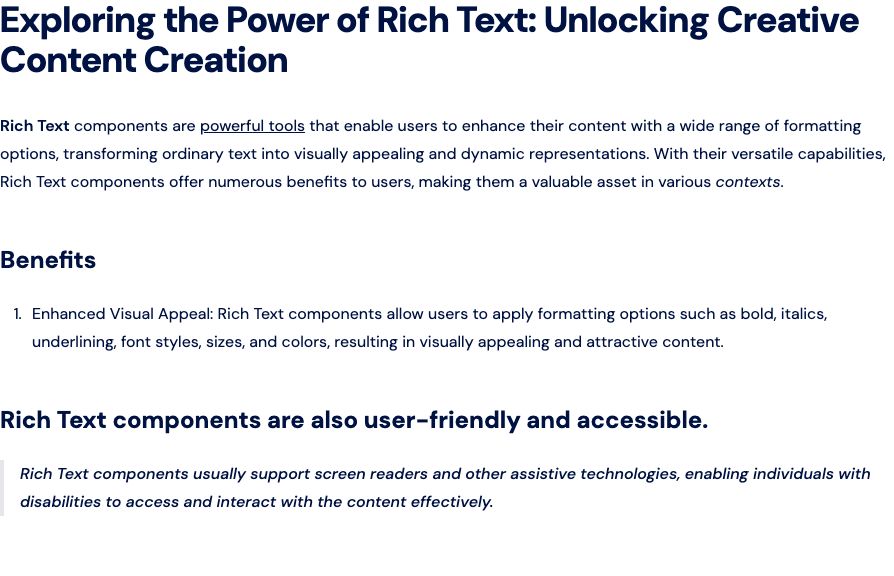 Exploring the Power of Rich Text: Unlocking Creative
Content Creation
Rich Text components are powerful tools that enable users to enhance their content with a wide range of formatting
options, transforming ordinary text into visually appealing and dynamic representations. With their versatile capabilities,
Rich Text components offer numerous benefits to users, making them a valuable asset in various contexts.
Benefits
1. Enhanced Visual Appeal: Rich Text components allow users to apply formatting options such as bold, italics,
underlining, font styles, sizes, and colors, resulting in visually appealing and attractive content.
Rich Text components are also user-friendly and accessible.
Rich Text components usually support screen readers and other assistive technologies, enabling individuals with
disabilities to access and interact with the content effectively.